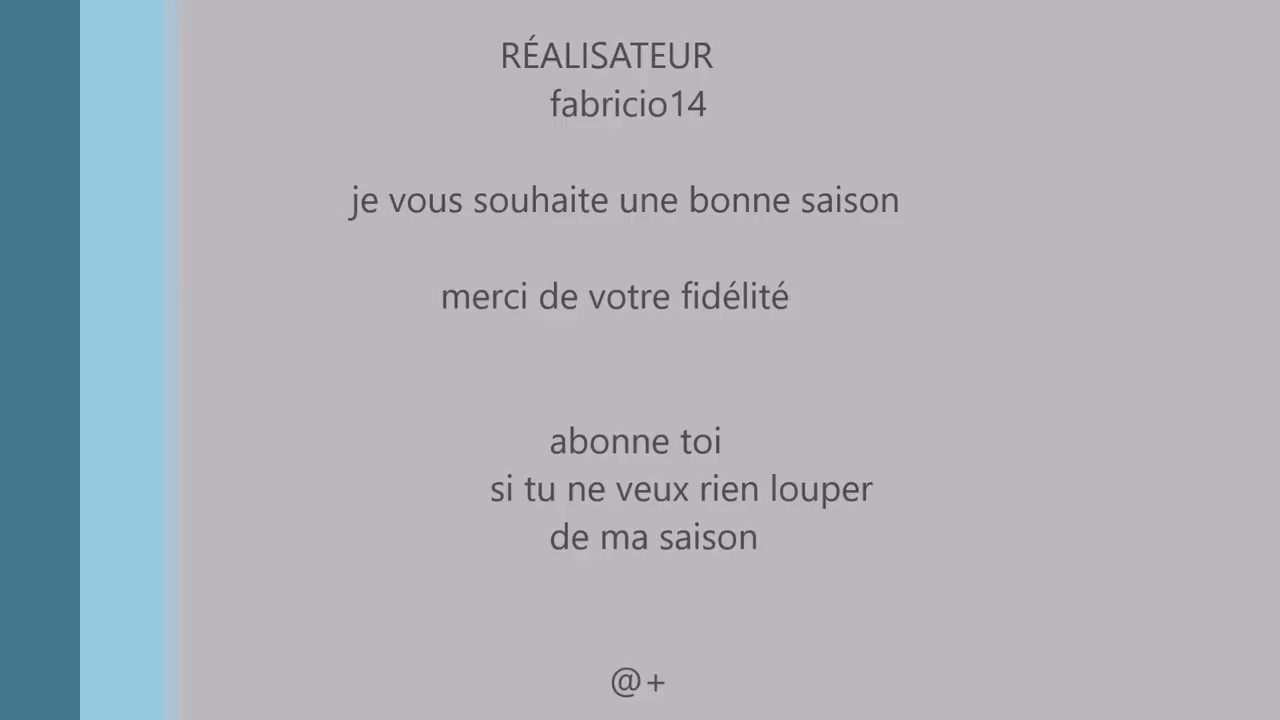 RÉALISATEUR
fabricio14
je vous souhaite une bonne saison
merci de votre fidélité
abonne toi
si tu ne veux rien louper
de ma saison
@+